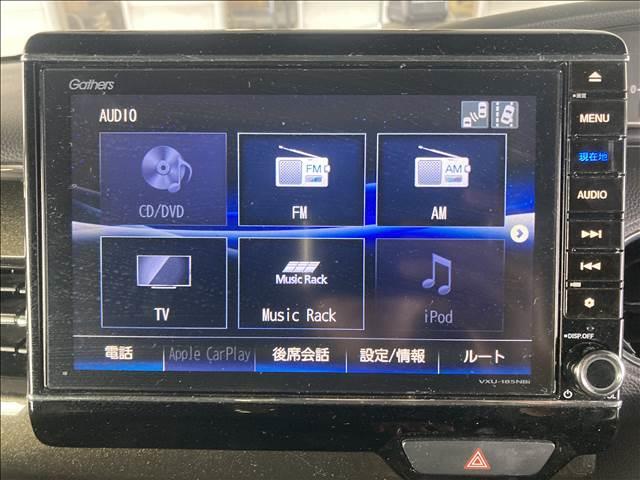 Gathers
AUDIO
CD/DVD
FM
FM
AM
AM
TV
Music Rack
Music Rack
iPod
電話
Apple CarPlay
後席会話
設定/情報
ルート
VXU-185NBi
MENU
現在地
AUDIO
DISP.OFF